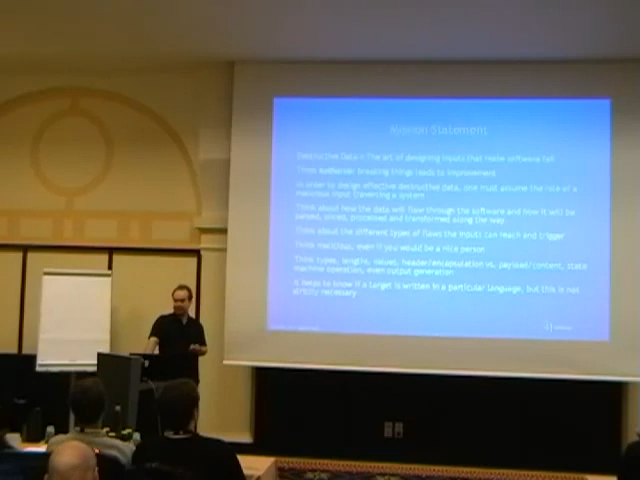 Mission Statement
Destructive Data - The art of designing inputs that make software fail
Think breaking things leads to improvement
In order to design effective destructive data, one must assume the role of a
malicious input traversing a system
Think about how the data will flow through the software and how it will be
parsed, sliced, processed and transformed along the way
Think about the different types of flaws the inputs can reach and trigger
Think malicious, even if you would be a nice person
Think types, lengths, values, header/encapsulation vs. payload/content, state
machine operation, even output generation
It helps to know if a target is written in a particular language, but this is not
strictly necessary